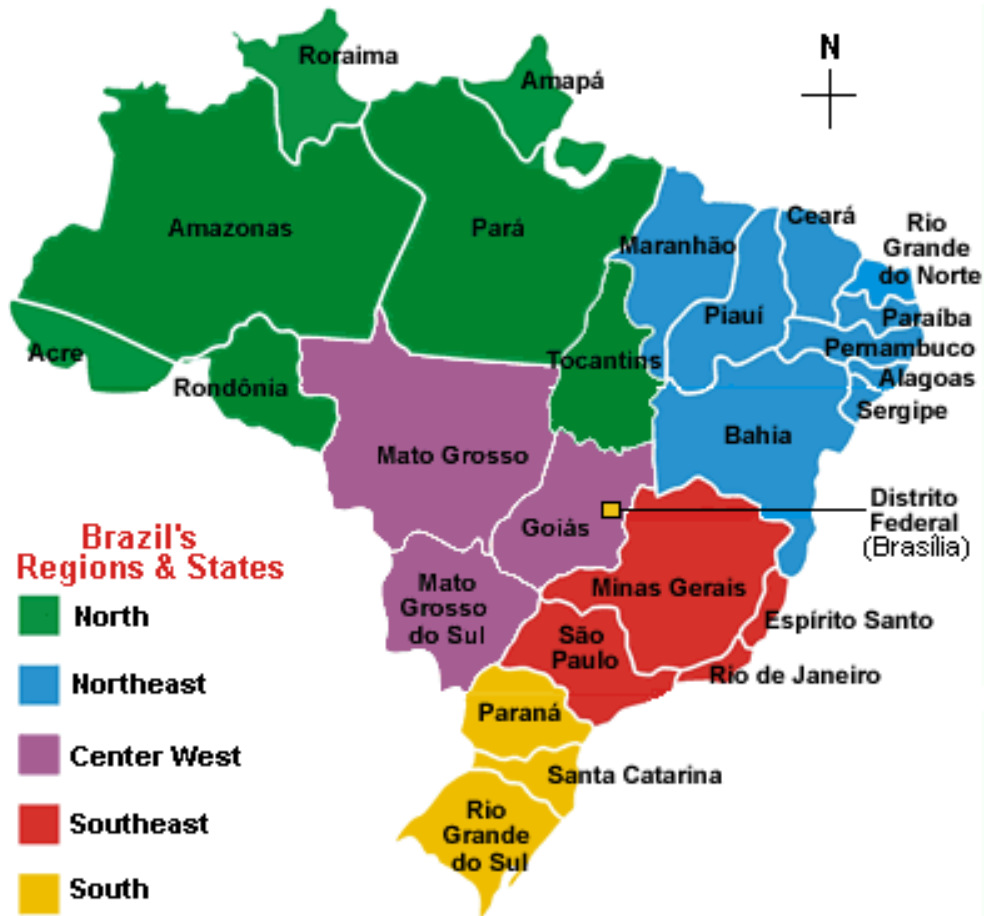 Roraima
Amapá
N
Amazonas
Pará
Maranhão
Ceará
Rio
Grande
do Norte
Piauí
Paraíba
Pernambuco
Alagoas
Sergipe
Acre
Rondônia
Tocantins
Bahia
Mato Grosso
Goiás
Distrito
Federal
(Brasília)
Mato
Grosso
do Sul
Minas Gerais
Espírito Santo
São
Paulo
Rio de Janeiro
Paraná
Santa Catarina
Rio
Grande
do Sul
Brazil's
Regions & States
North
Northeast
Center West
Southeast
South